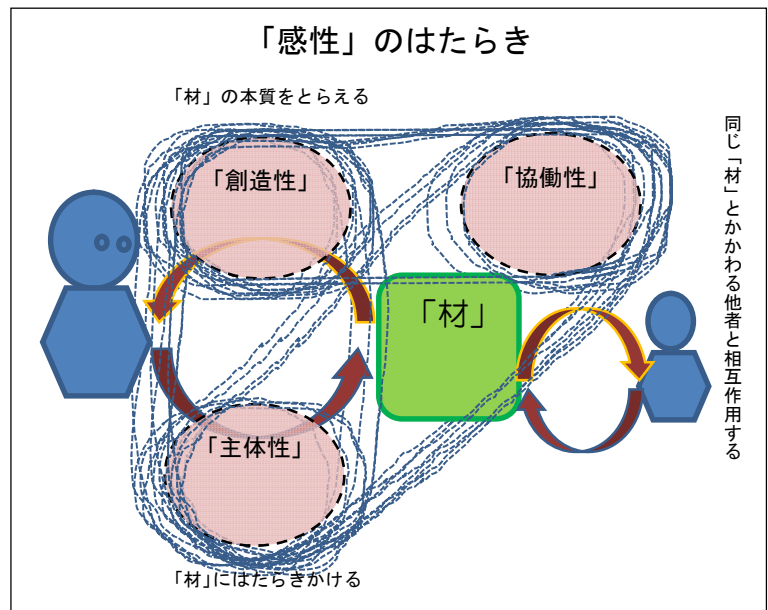 「感性」のはたらき
「材」の本質をとらえる
「創造性」
「協働性」
同じ「材」とかかわる他者と相互作用する
「材」
「主体性」
「材」にはたらきかける